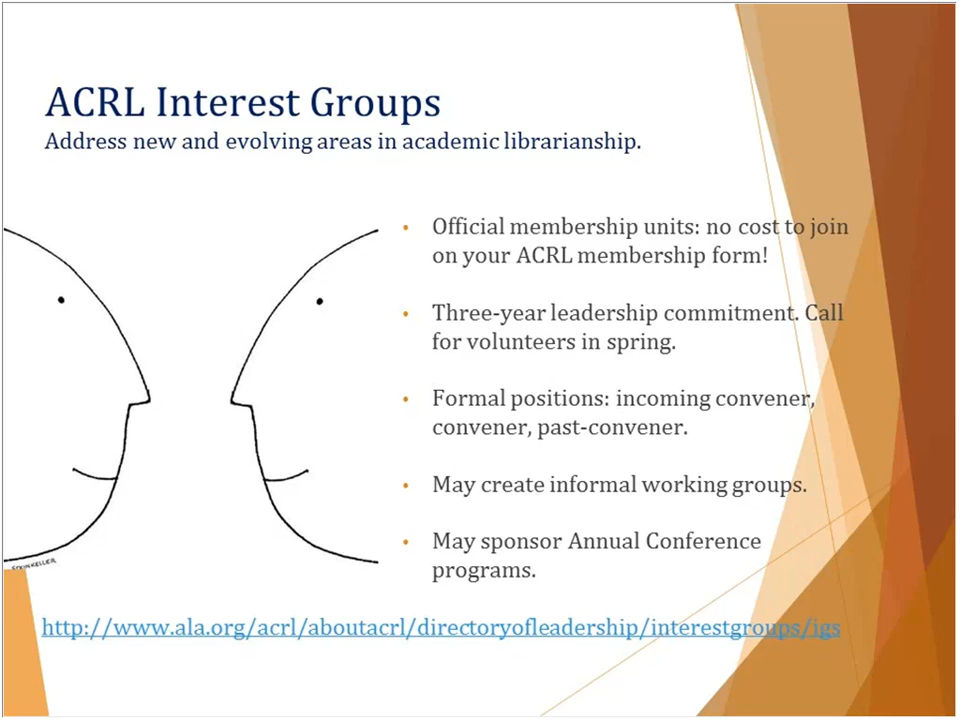 ACRL Interest Groups
Address new and evolving areas in academic librarianship.
• Official membership units: no cost to join
on your ACRL membership form!
• Three-year leadership commitment. Call
for volunteers in spring.
• Formal positions: incoming convener,
convener, past-convener.
• May create informal working groups.
• May sponsor Annual Conference
programs.
http://www.ala.org/acrl/aboutacrl/directoryofleadership/interestgroups/igs